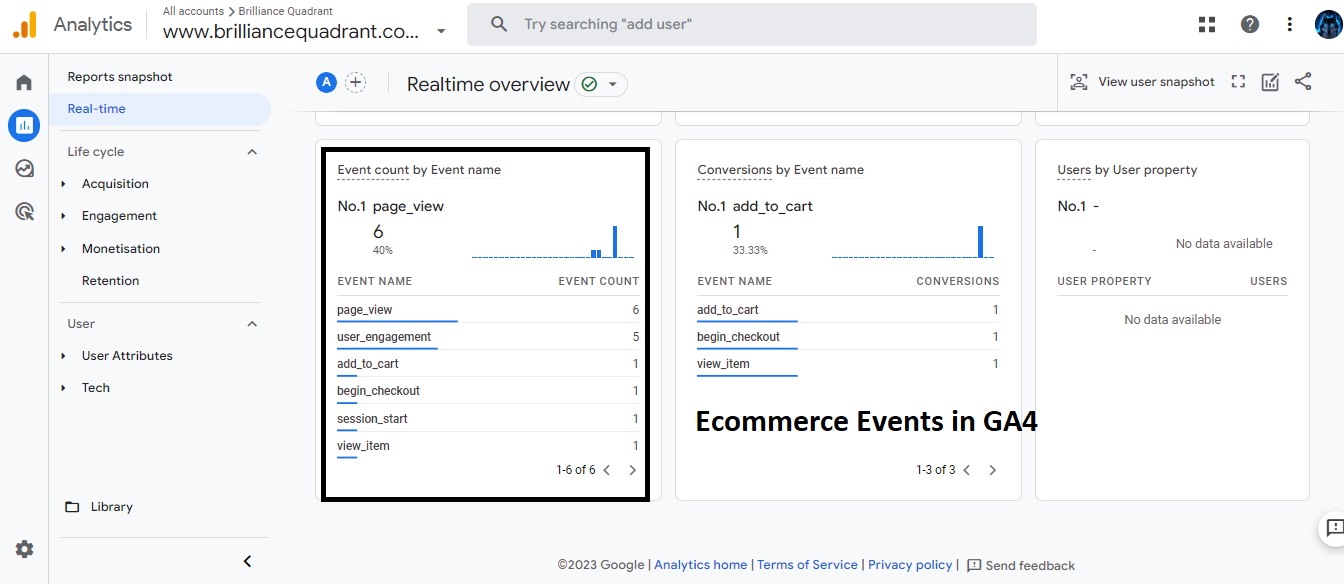 Analytics
All accounts > Brilliance Quadrant
www.brilliancequadrant.co...
Try searching "add user"
Reports snapshot
Real-time
Life cycle
Acquisition
Engagement
Monetisation
Retention
User
User Attributes
Tech
Library
A
Realtime overview
View user snapshot
Event count by Event name
No.1 page_view
6
40%
EVENT NAME EVENT COUNT
page_view 6
user_engagement 5
add_to_cart 1
begin_checkout 1
session_start 1
view_item 1
1-6 of 6
Conversions by Event name
No.1 add_to_cart
1
33.33%
EVENT NAME CONVERSIONS
add_to_cart 1
begin_checkout 1
view_item 1
Ecommerce Events in GA4
1-3 of 3
Users by User property
No.1 -
-
No data available
USER PROPERTY USERS
No data available
©2023 Google | Analytics home | Terms of Service | Privacy policy | Send feedback